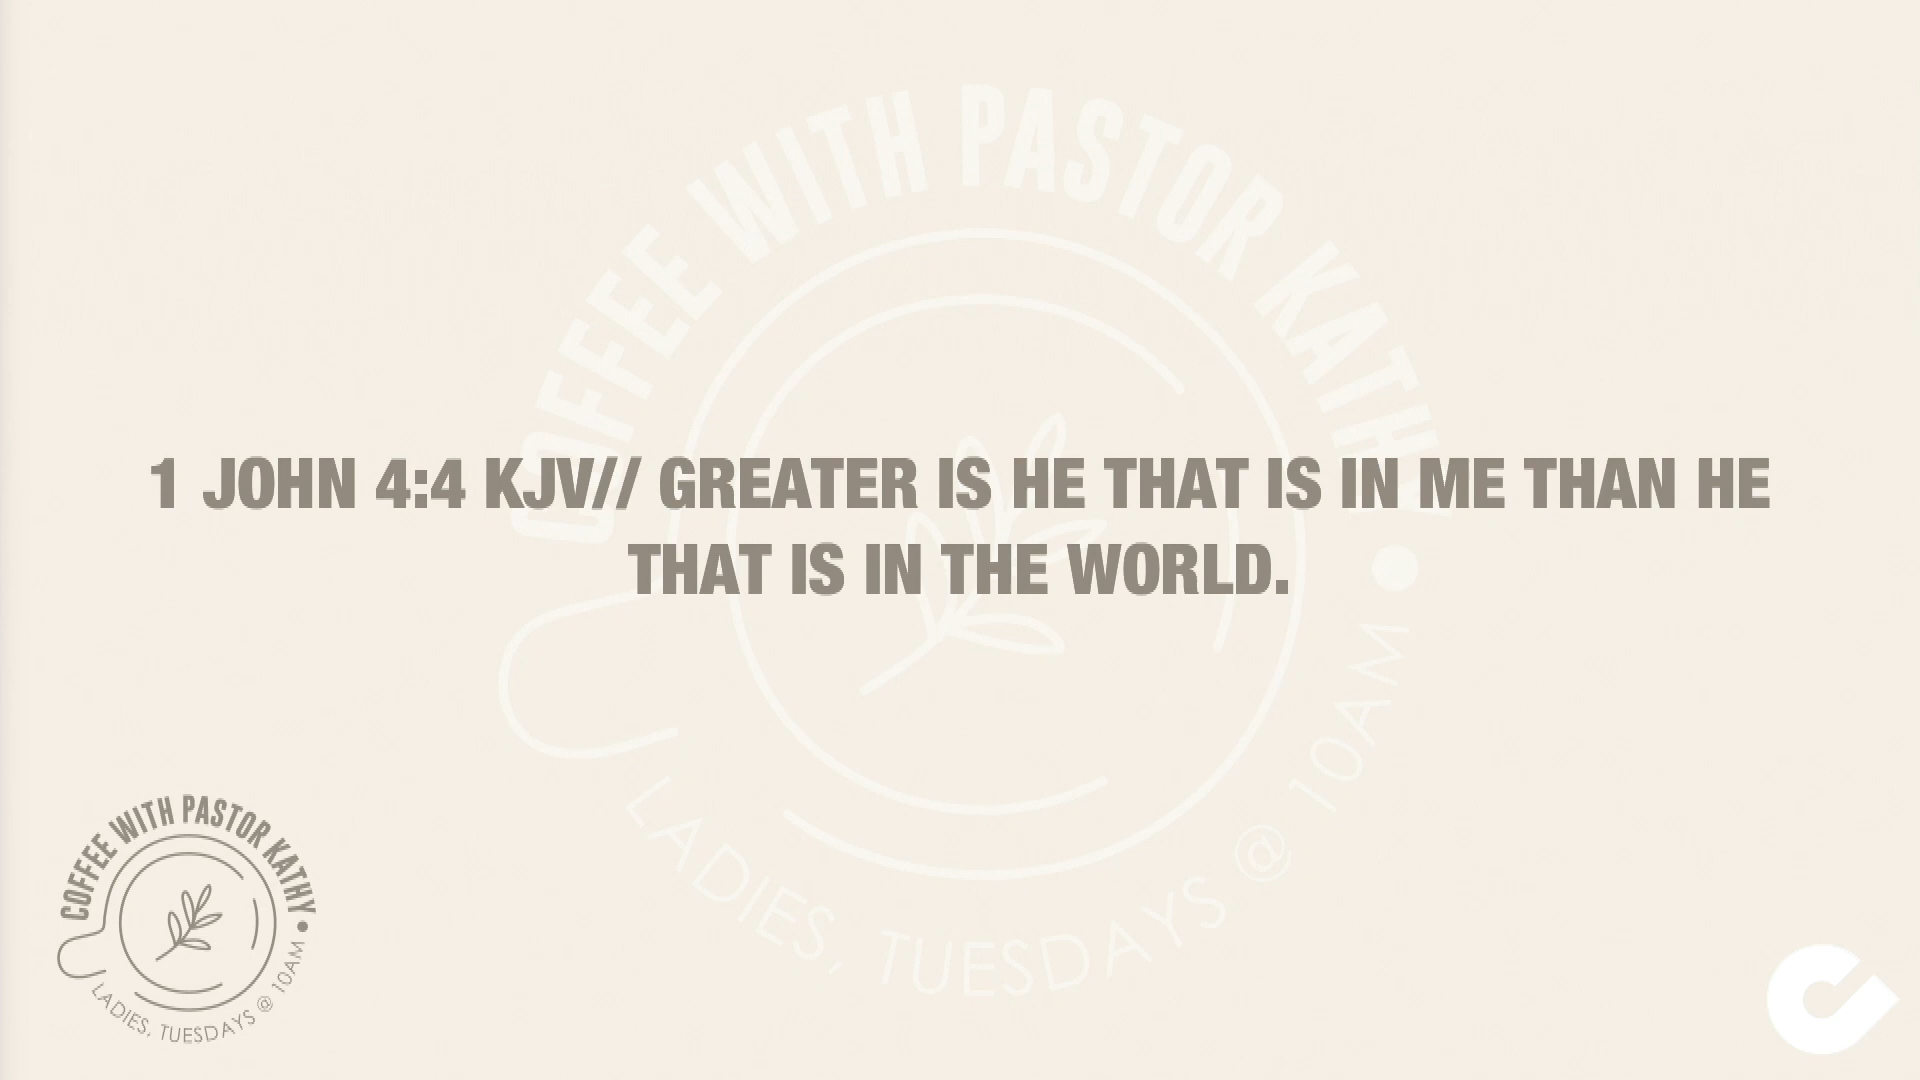 COFFEE WITH PASTOR KATHY •
1 JOHN 4:4 KJV// GREATER IS HE THAT IS IN ME THAN HE
THAT IS IN THE WORLD.
LADIES, TUESDAYS @ 10AM
COFFEE WITH PASTOR KATHY •
LADIES, TUESDAYS @ 10AM